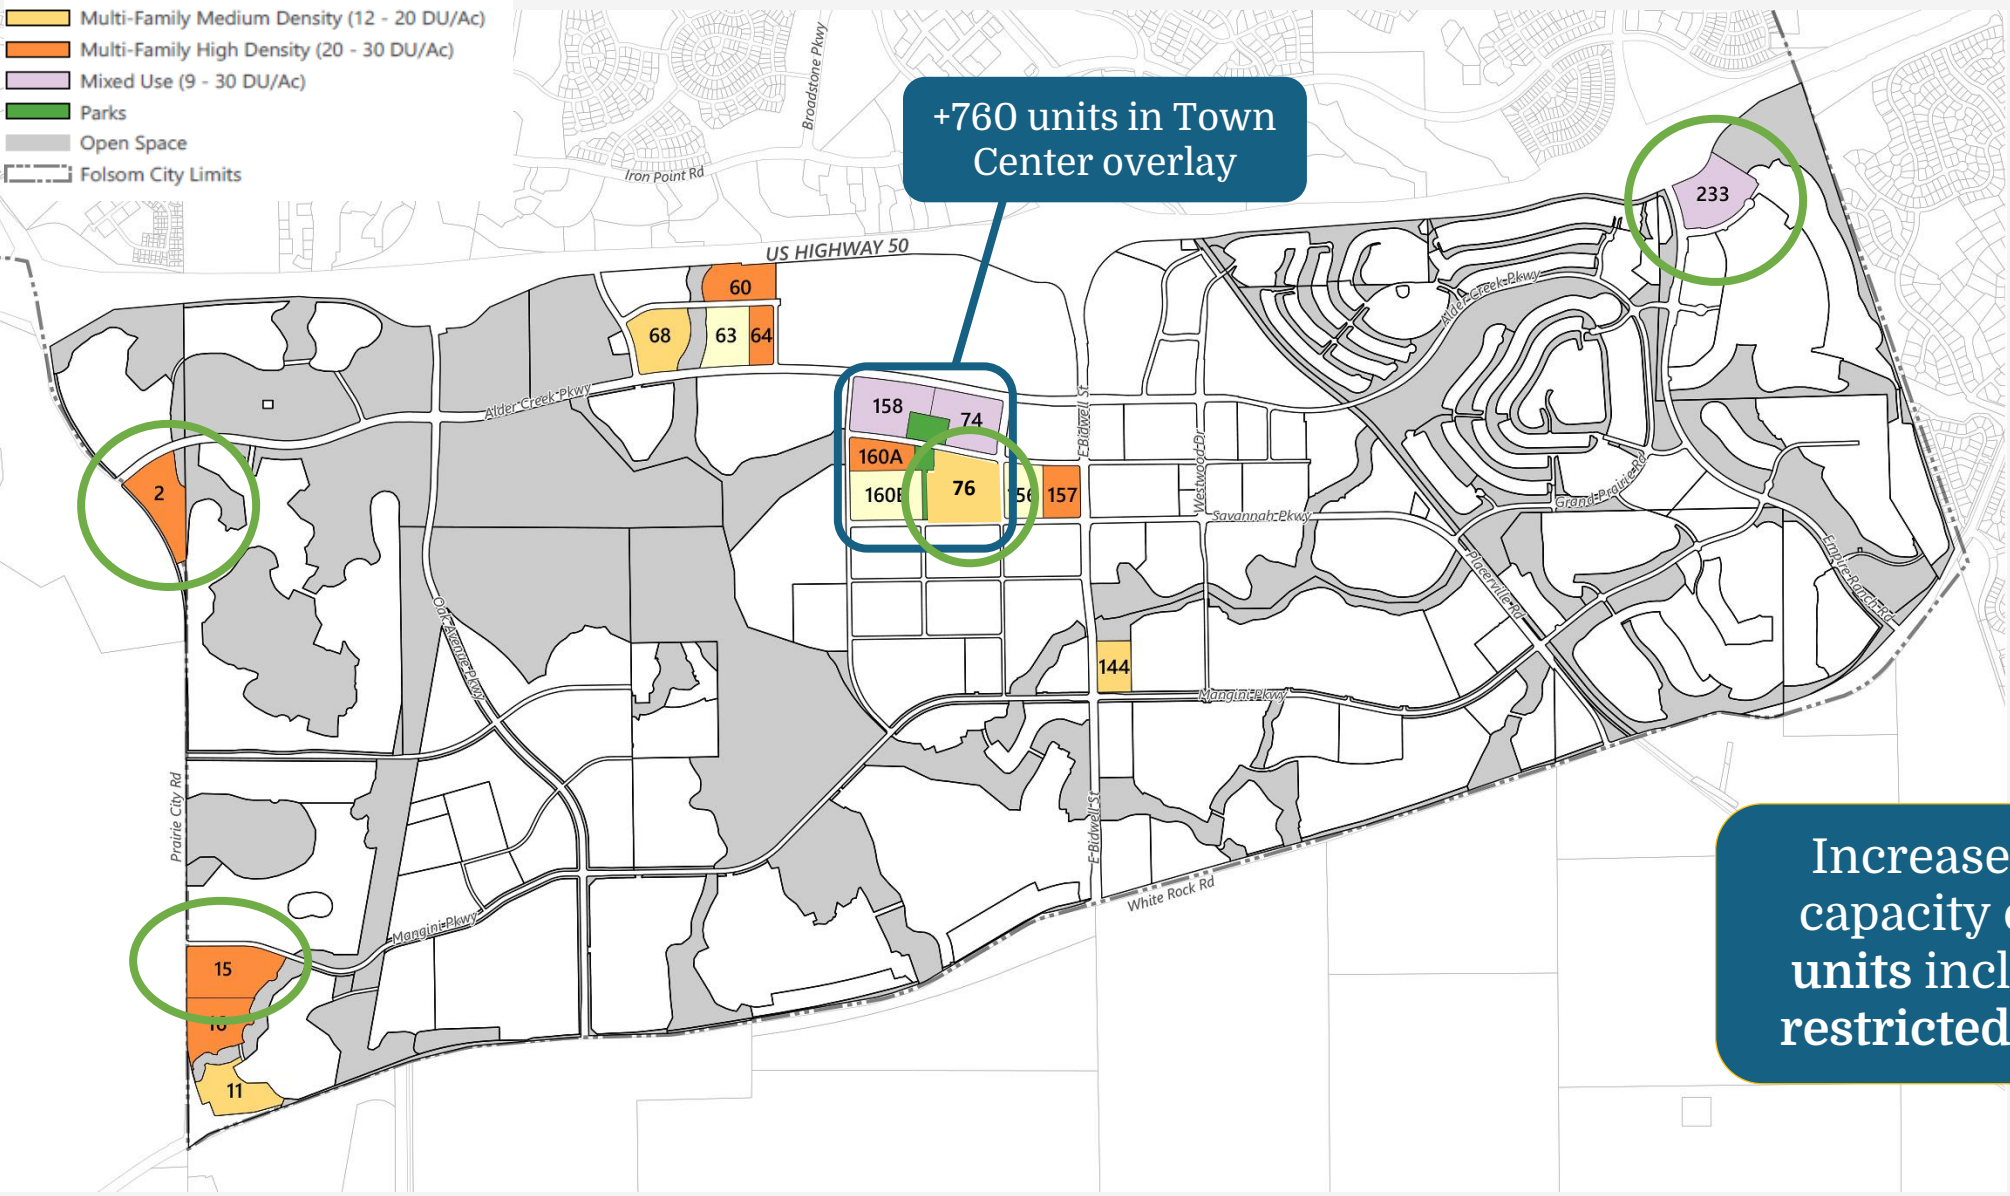 Multi-Family Medium Density (12 - 20 DU/Ac)
Multi-Family High Density (20 - 30 DU/Ac)
Mixed Use (9 - 30 DU/Ac)
Parks
Open Space
Folsom City Limits
Broadstone Pkwy
Iron Point Rd
+760 units in Town
Center overlay
US HIGHWAY 50
233
60
68
63
64
Alder Creek Pkwy
Alder Creek Pkwy
158
74
E Bidwell St
160A
160B
76
156
157
2
Westwood Dr
Savannah Pkwy
Grand Prairie Rd
Empire Ranch Rd
Placerville Rd
Oak Avenue Pkwy
144
Mangini Pkwy
Prairie City Rd
E Bidwell St
White Rock Rd
Mangini Pkwy
15
16
11
Increase
capacity
units incl
restricted